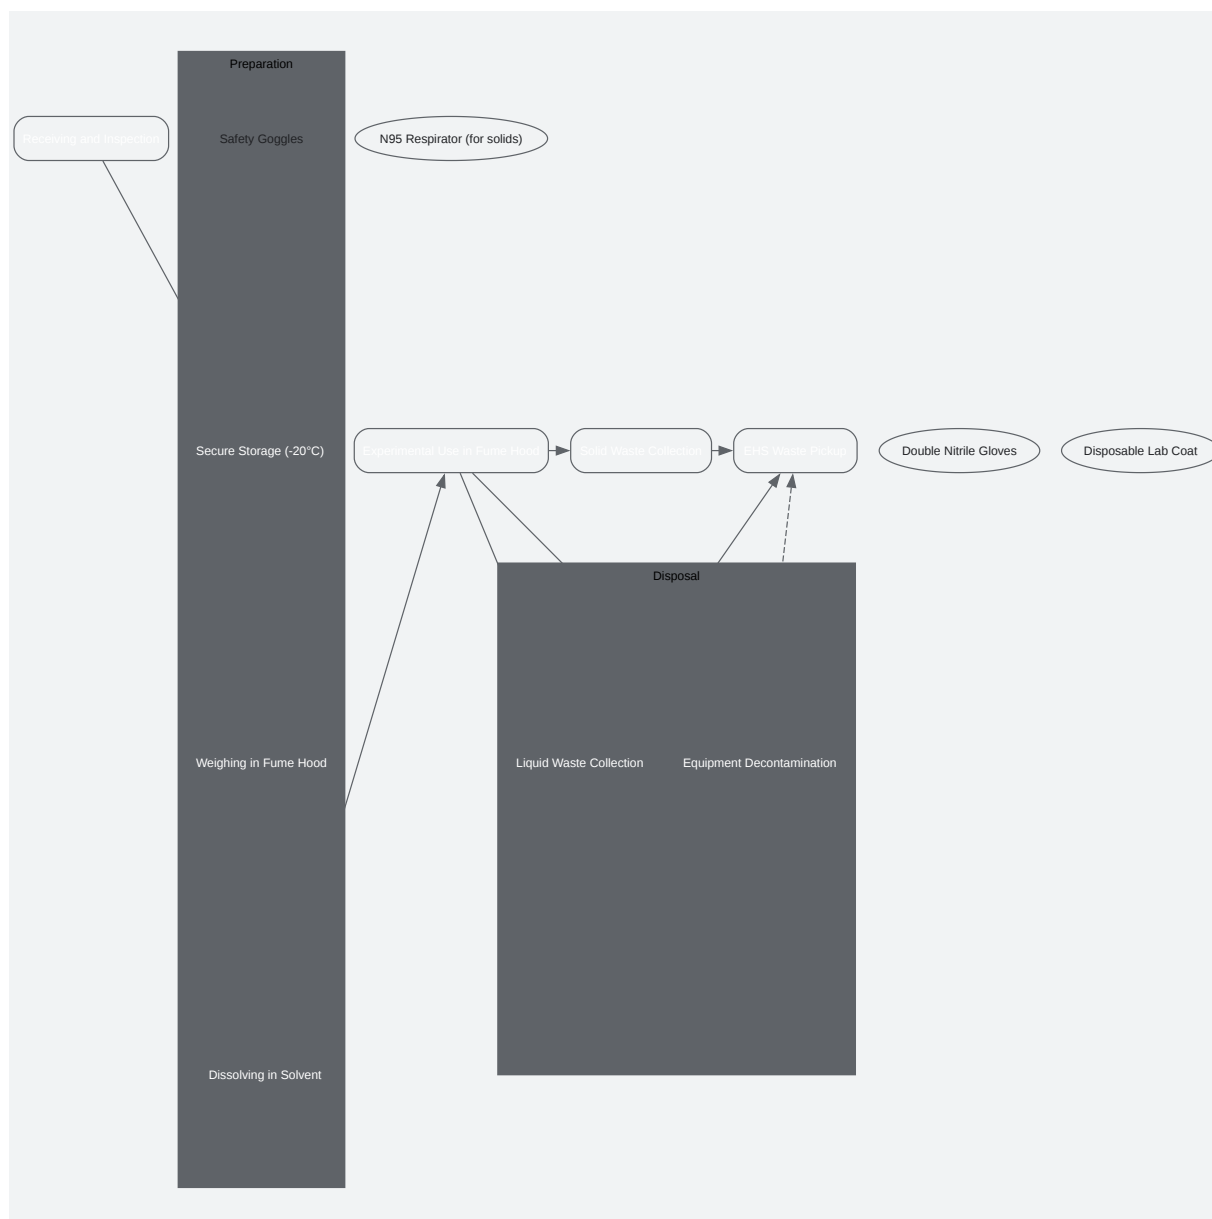 Preparation
Receiving and Inspection
Safety Goggles
N95 Respirator (for solids)
Secure Storage (-20°C)
Experimental Use in Fume Hood
Solid Waste Collection
EHS Waste Pickup
Double Nitrile Gloves
Disposable Lab Coat
Disposal
Weighing in Fume Hood
Liquid Waste Collection
Equipment Decontamination
Dissolving in Solvent